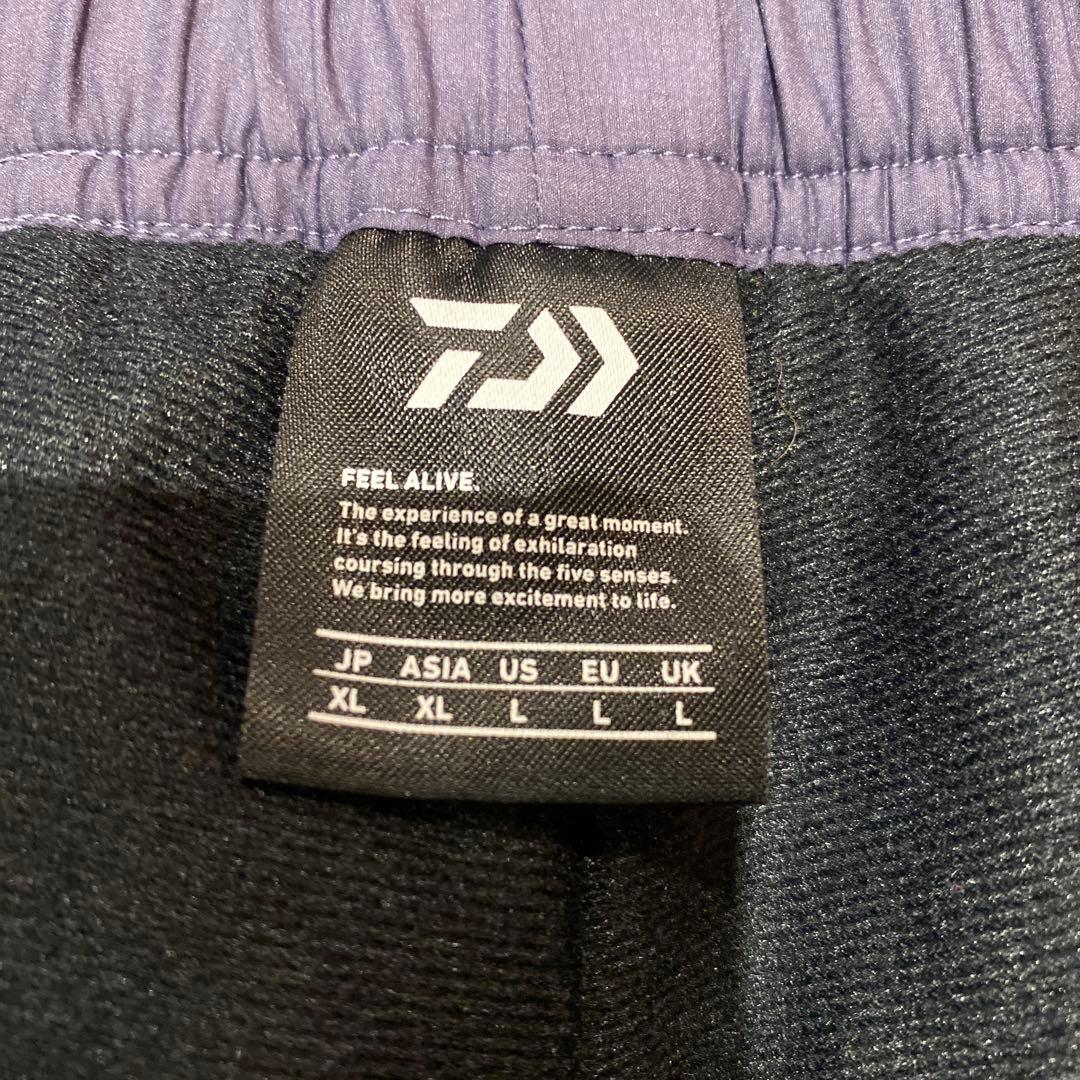 FEEL ALIVE.
The experience of a great moment.
It's the feeling of exhilaration
coursing through the five senses.
We bring more excitement to life.
JP ASIA US EU UK
XL XL L L L